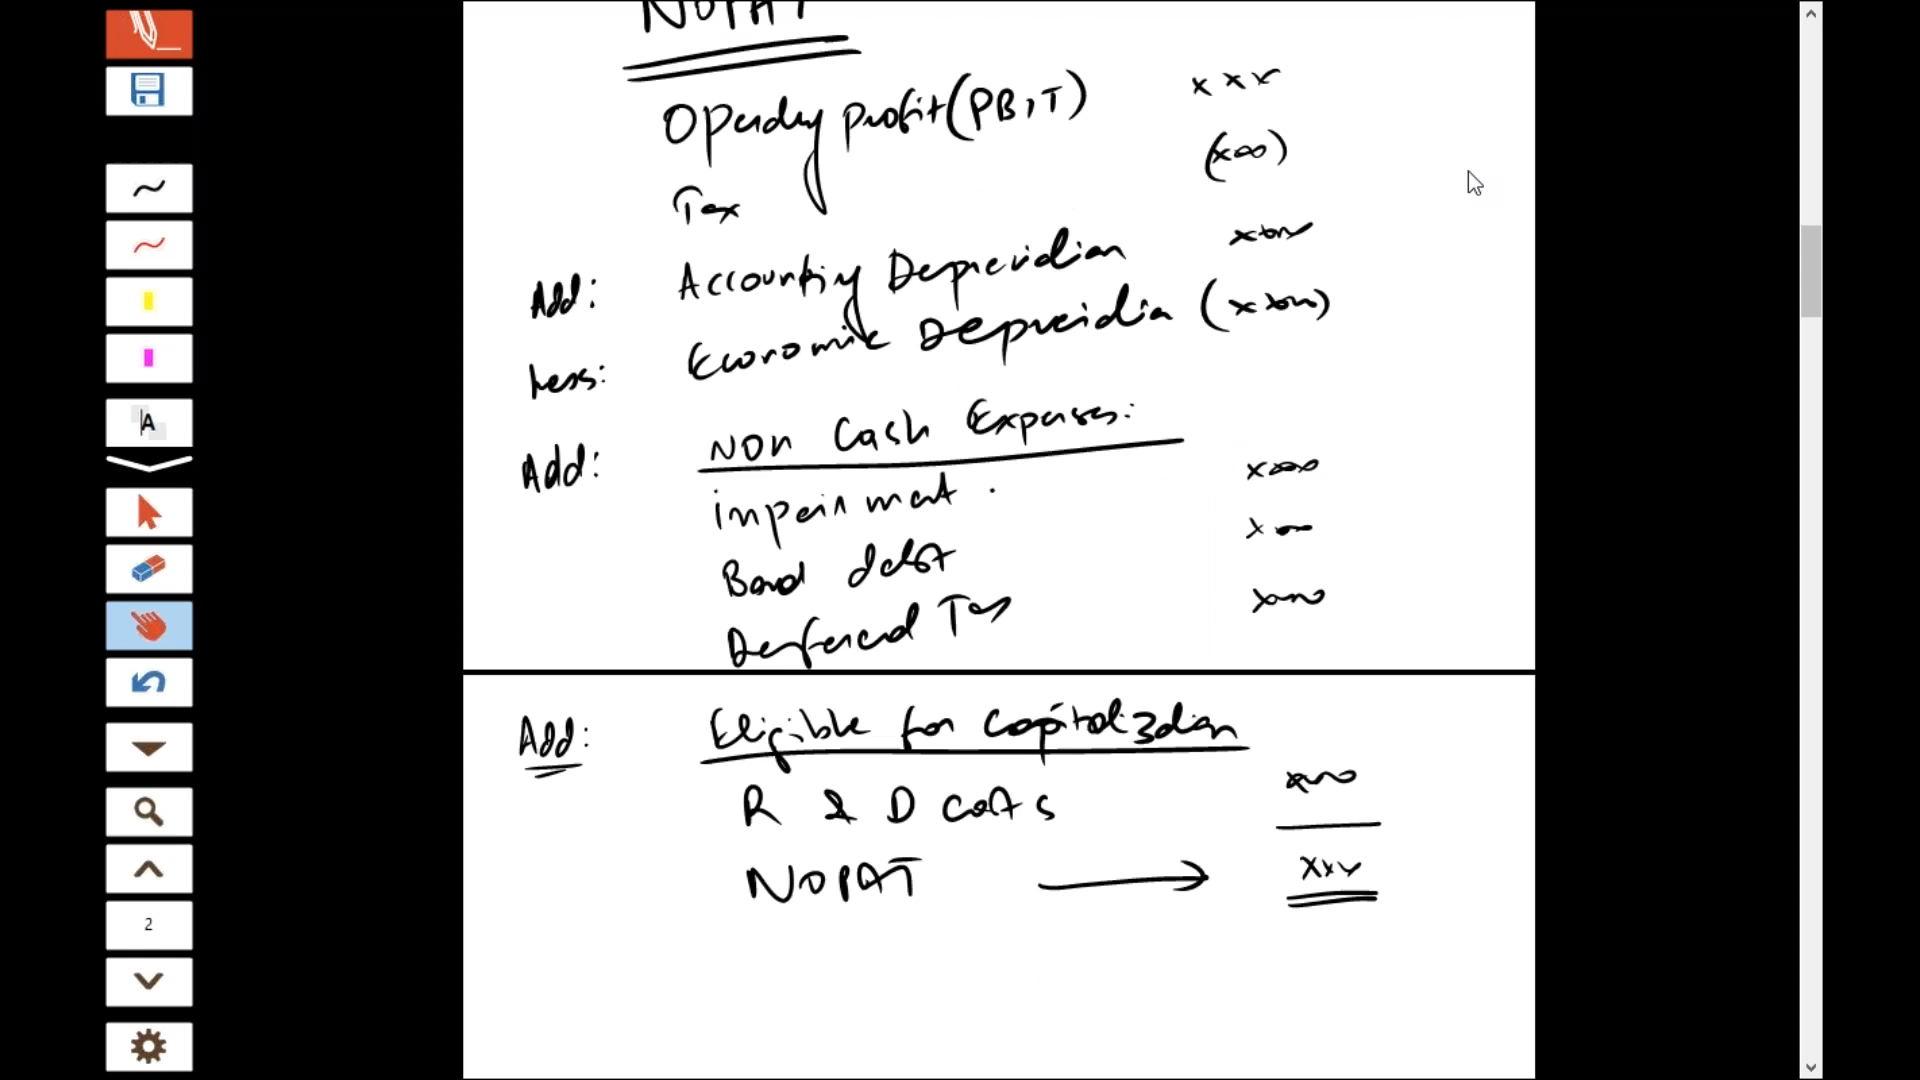 NOPAT
Operating profit (PBIT) xxx
Tax (xxx)
Add: Accounting Depreciation xxx
Less: Economic Depreciation (xxx)
Add: Non Cash Expenses:
impairment xxx
Bad debt xxx
Deferred Tax xxx
Add: Eligible for capitalization
R & D costs xxx
NOPAT → xxx
A
2